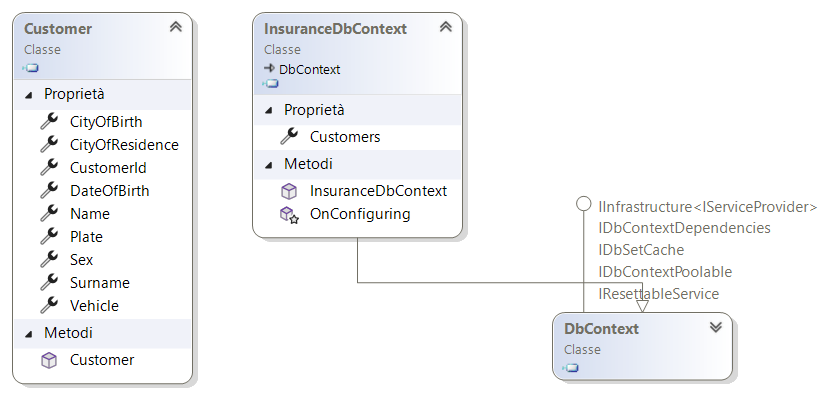 Customer
Classe
Proprietà
CityOfBirth
CityOfResidence
CustomerId
DateOfBirth
Name
Plate
Sex
Surname
Vehicle
Metodi
Customer
InsuranceDbContext
Classe
DbContext
Proprietà
Customers
Metodi
InsuranceDbContext
OnConfiguring
IInfrastructure<IServiceProvider>
IDbContextDependencies
IDbSetCache
IDbContextPoolable
IResettableService
DbContext
Classe